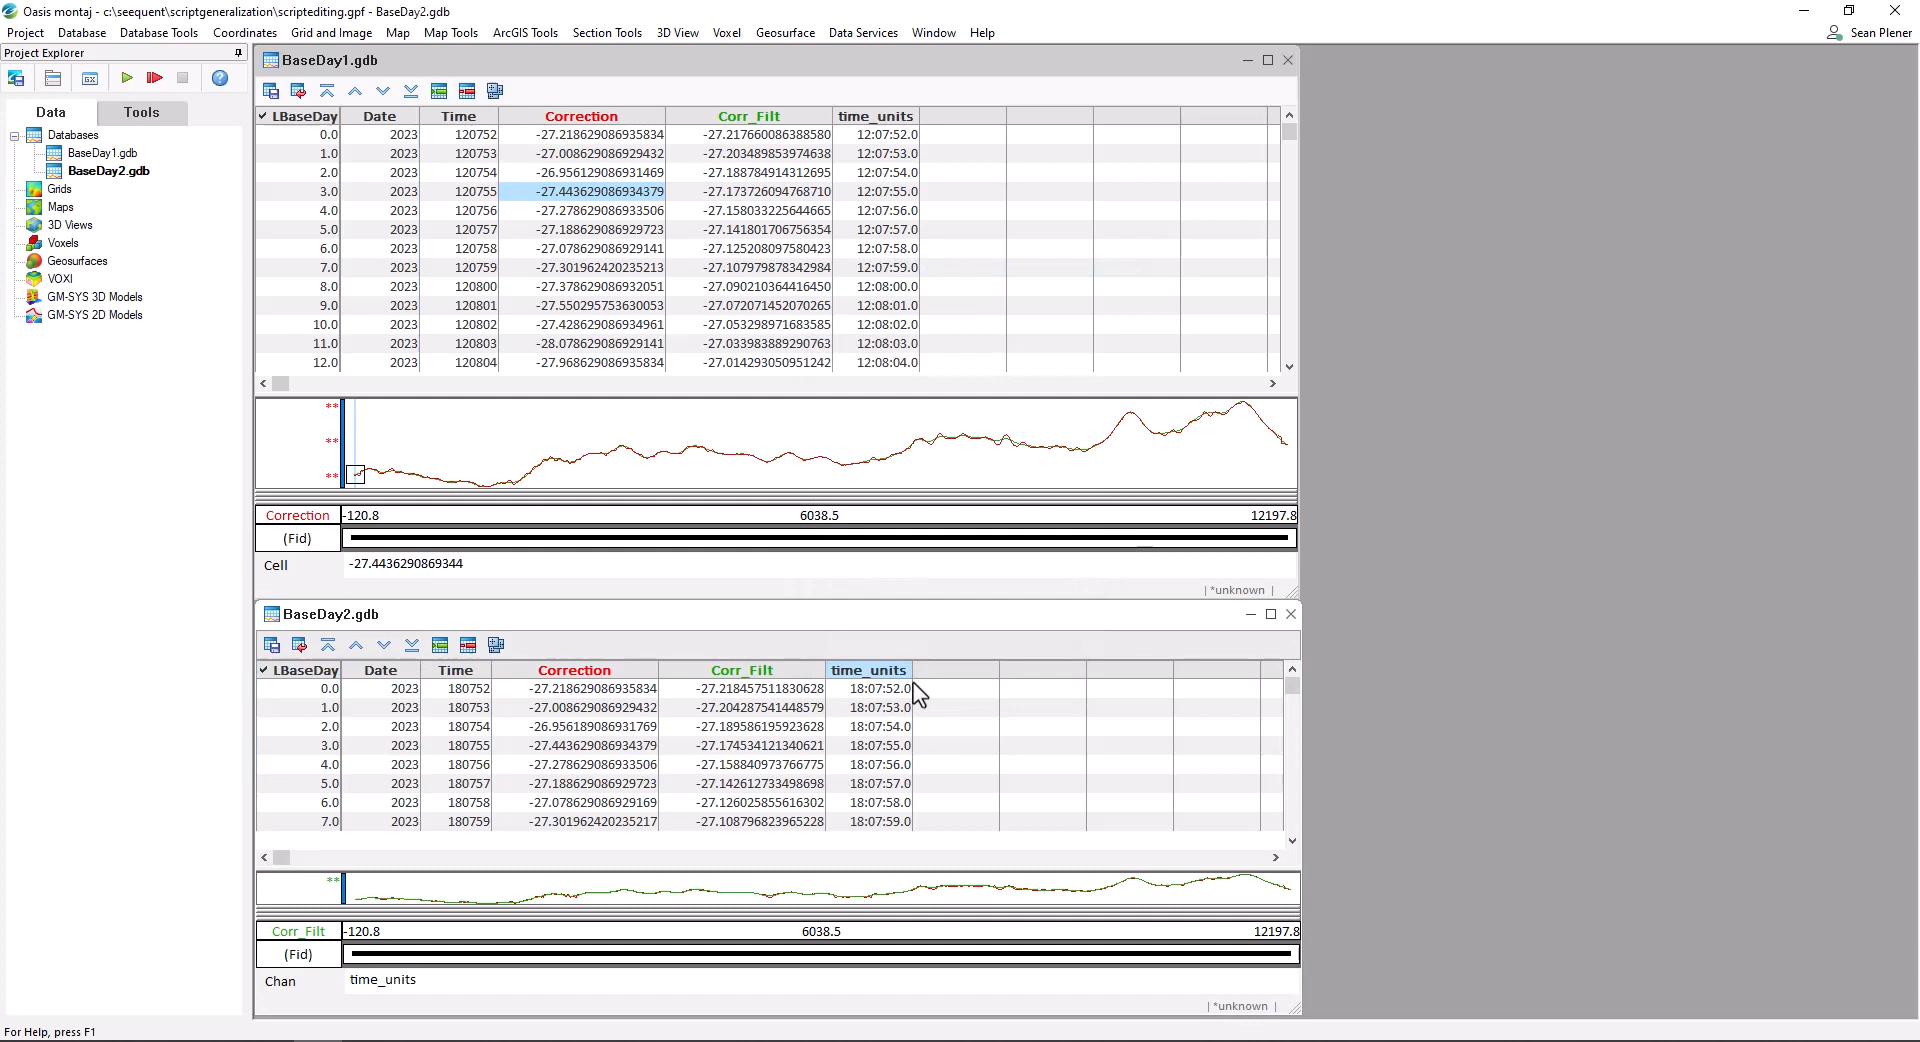 Oasis montaj - c:\seequent\scriptgeneralization\scriptediting.gpf - BaseDay2.gdb
Project Database Database Tools Coordinates Grid and Image Map Map Tools ArcGIS Tools Section Tools 3D View Voxel Geosurface Data Services Window Help Sean Plener
Project Explorer
GX
Data Tools
Databases
BaseDay1.gdb
BaseDay2.gdb
Grids
Maps
3D Views
Voxels
Geosurfaces
VOXI
GM-SYS 3D Models
GM-SYS 2D Models
BaseDay1.gdb
✓ LBaseDay Date Time Correction Corr_Filt time_units
0.0 2023 120752 -27.218629086935834 -27.217660086388580 12:07:52.0
1.0 2023 120753 -27.008629086929432 -27.203489853974638 12:07:53.0
2.0 2023 120754 -26.956129086931469 -27.188784914312695 12:07:54.0
3.0 2023 120755 -27.443629086934379 -27.173726094768710 12:07:55.0
4.0 2023 120756 -27.278629086933506 -27.158033225644665 12:07:56.0
5.0 2023 120757 -27.188629086929723 -27.141801706756354 12:07:57.0
6.0 2023 120758 -27.078629086929141 -27.125208097580423 12:07:58.0
7.0 2023 120759 -27.301962420235213 -27.107979878342984 12:07:59.0
8.0 2023 120800 -27.378629086932051 -27.090210364416450 12:08:00.0
9.0 2023 120801 -27.550295753630053 -27.072071452070265 12:08:01.0
10.0 2023 120802 -27.428629086934961 -27.053298971683585 12:08:02.0
11.0 2023 120803 -28.078629086929141 -27.033983889290763 12:08:03.0
12.0 2023 120804 -27.968629086935834 -27.014293050951242 12:08:04.0
**
**
**
Correction -120.8 6038.5 12197.8
(Fid)
Cell -27.4436290869344
| *unknown |
BaseDay2.gdb
✓ LBaseDay Date Time Correction Corr_Filt time_units
0.0 2023 180752 -27.218629086935834 -27.218457511830628 18:07:52.0
1.0 2023 180753 -27.008629086929432 -27.204287541448579 18:07:53.0
2.0 2023 180754 -26.956189086931769 -27.189586195923628 18:07:54.0
3.0 2023 180755 -27.443629086934379 -27.174534121340621 18:07:55.0
4.0 2023 180756 -27.278629086933506 -27.158840973766775 18:07:56.0
5.0 2023 180757 -27.188629086929723 -27.142612733498698 18:07:57.0
6.0 2023 180758 -27.078629086929169 -27.126025855616302 18:07:58.0
7.0 2023 180759 -27.301962420235217 -27.108796823965228 18:07:59.0
**
Corr_Filt -120.8 6038.5 12197.8
(Fid)
Chan time_units
| *unknown |
For Help, press F1